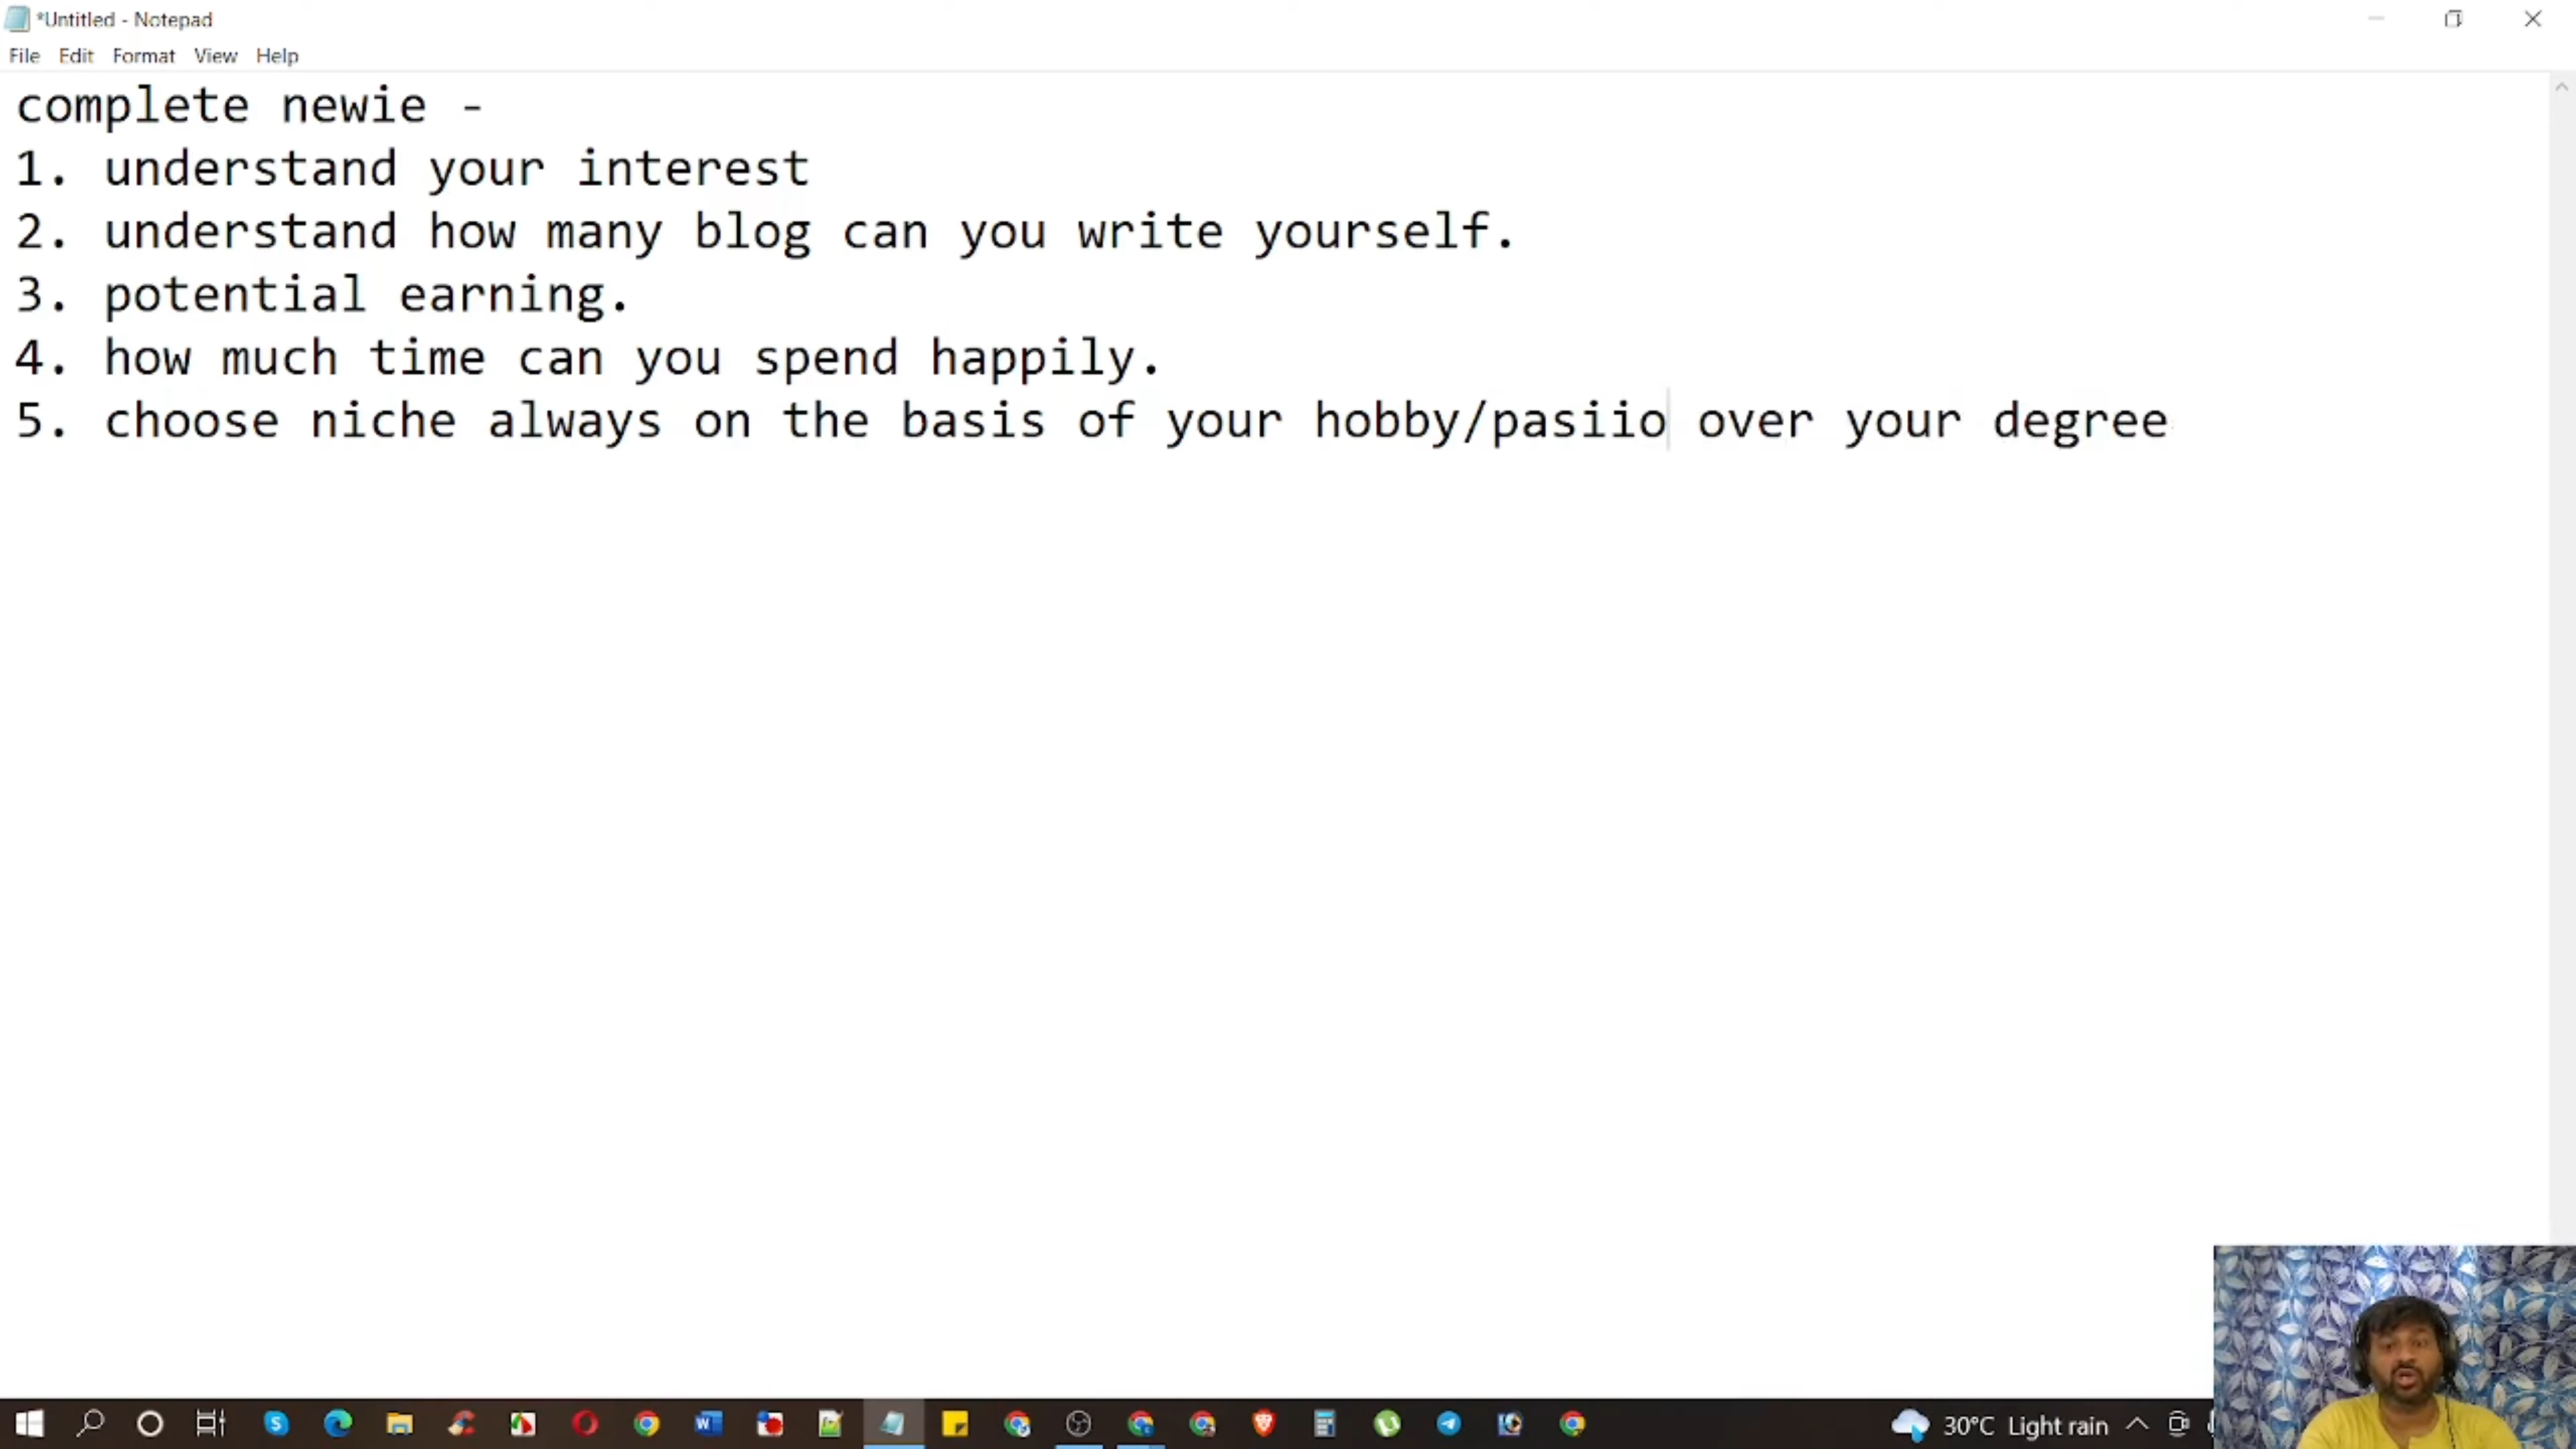 *Untitled - Notepad
File Edit Format View Help
complete newie -
1. understand your interest
2. understand how many blog can you write yourself.
3. potential earning.
4. how much time can you spend happily.
5. choose niche always on the basis of your hobby/pasiio over your degree
30°C Light rain